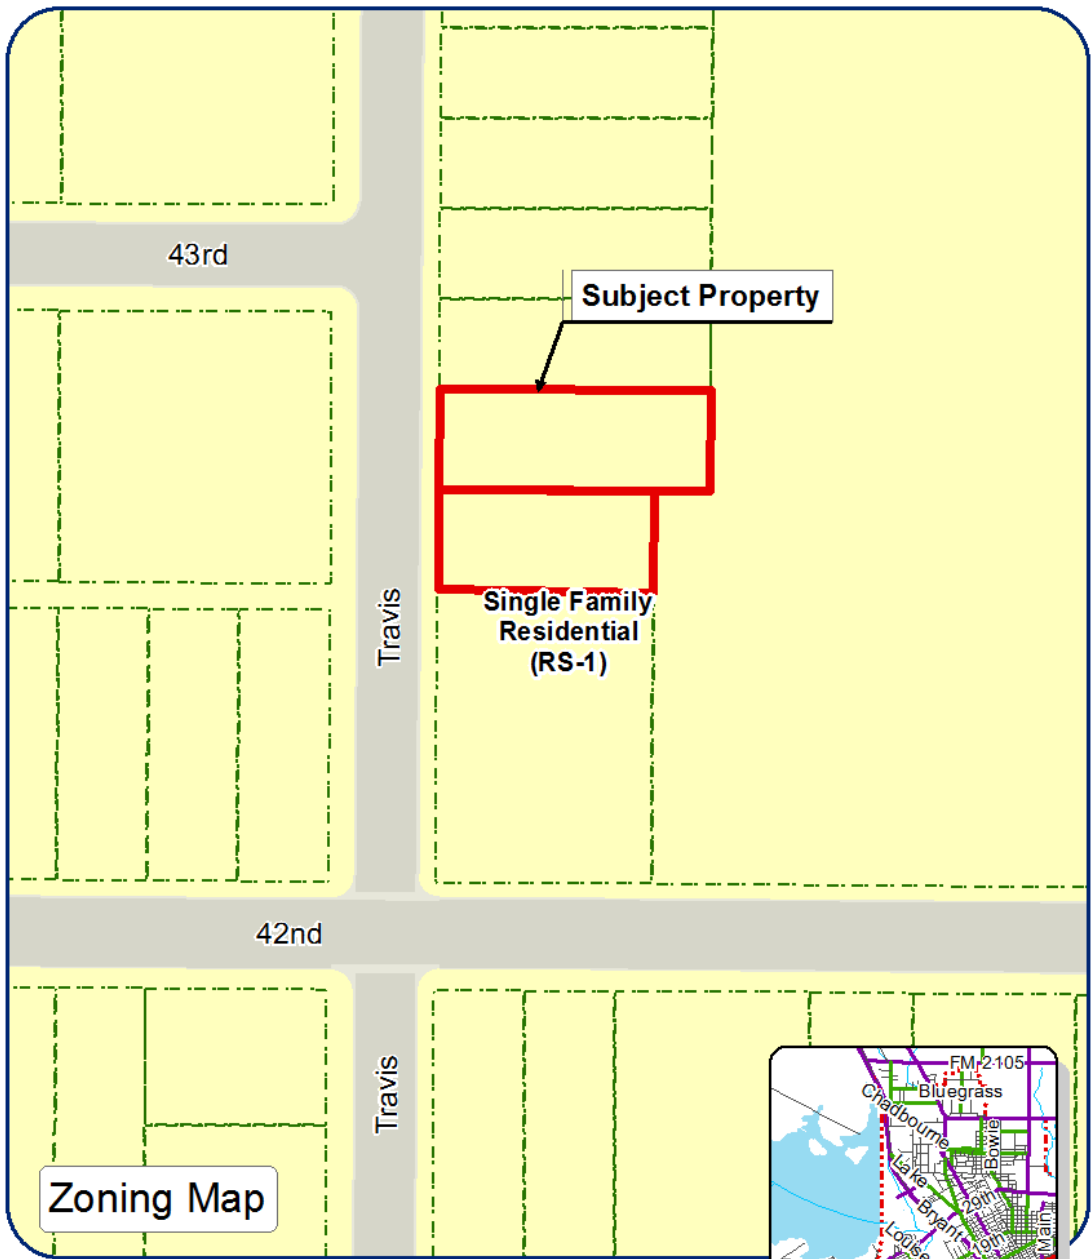 43rd
Subject Property
Single Family
Residential
(RS-1)
Travis
42nd
Travis
Zoning Map
FM 2105
Bluegrass
Chadbourne
Bowie
Lake
29th
Bryant
Louise
19th
Main